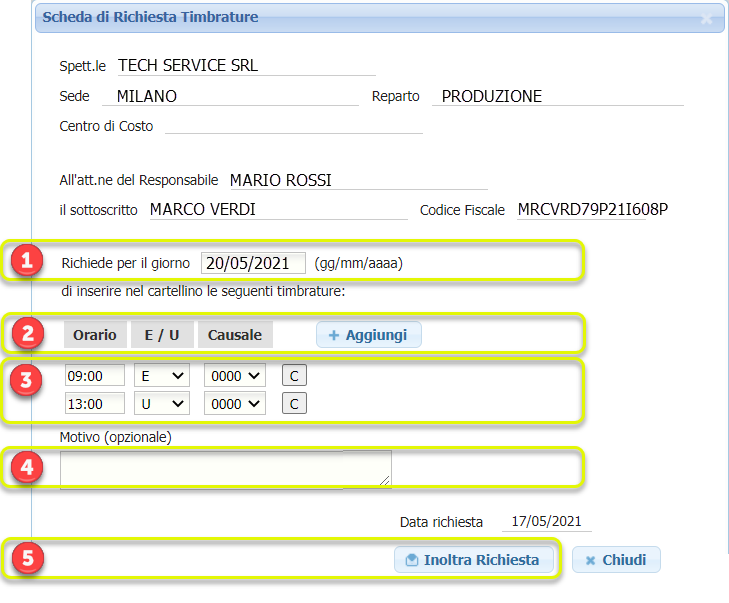 Scheda di Richiesta Timbrature
Spett.le TECH SERVICE SRL
Sede MILANO Reparto PRODUZIONE
Centro di Costo
All'att.ne del Responsabile MARIO ROSSI
il sottoscritto MARCO VERDI Codice Fiscale MRCVRD79P21I608P
1 Richiede per il giorno 20/05/2021 (gg/mm/aaaa)
di inserire nel cartellino le seguenti timbrature:
2 Orario E / U Causale + Aggiungi
3 09:00 E 0000 C
13:00 U 0000 C
Motivo (opzionale)
4
Data richiesta 17/05/2021
5 Inoltra Richiesta Chiudi